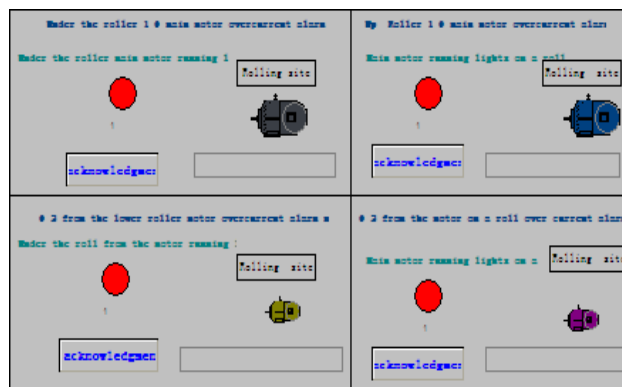 Under the roller 1 # main motor overcurrent alarm
Under the roller main motor running l
Rolling site
1
acknowledgmen
Up Roller 1 # main motor overcurrent alar
Main motor running lights on a roll
Rolling site
1
acknowledgmen
# 2 from the lower roller motor overcurrent alarm
Under the roll from the motor running
Rolling site
1
acknowledgmen
# 2 from the motor on a roll over current alar
Main motor running lights on a
Rolling site
1
acknowledgmen